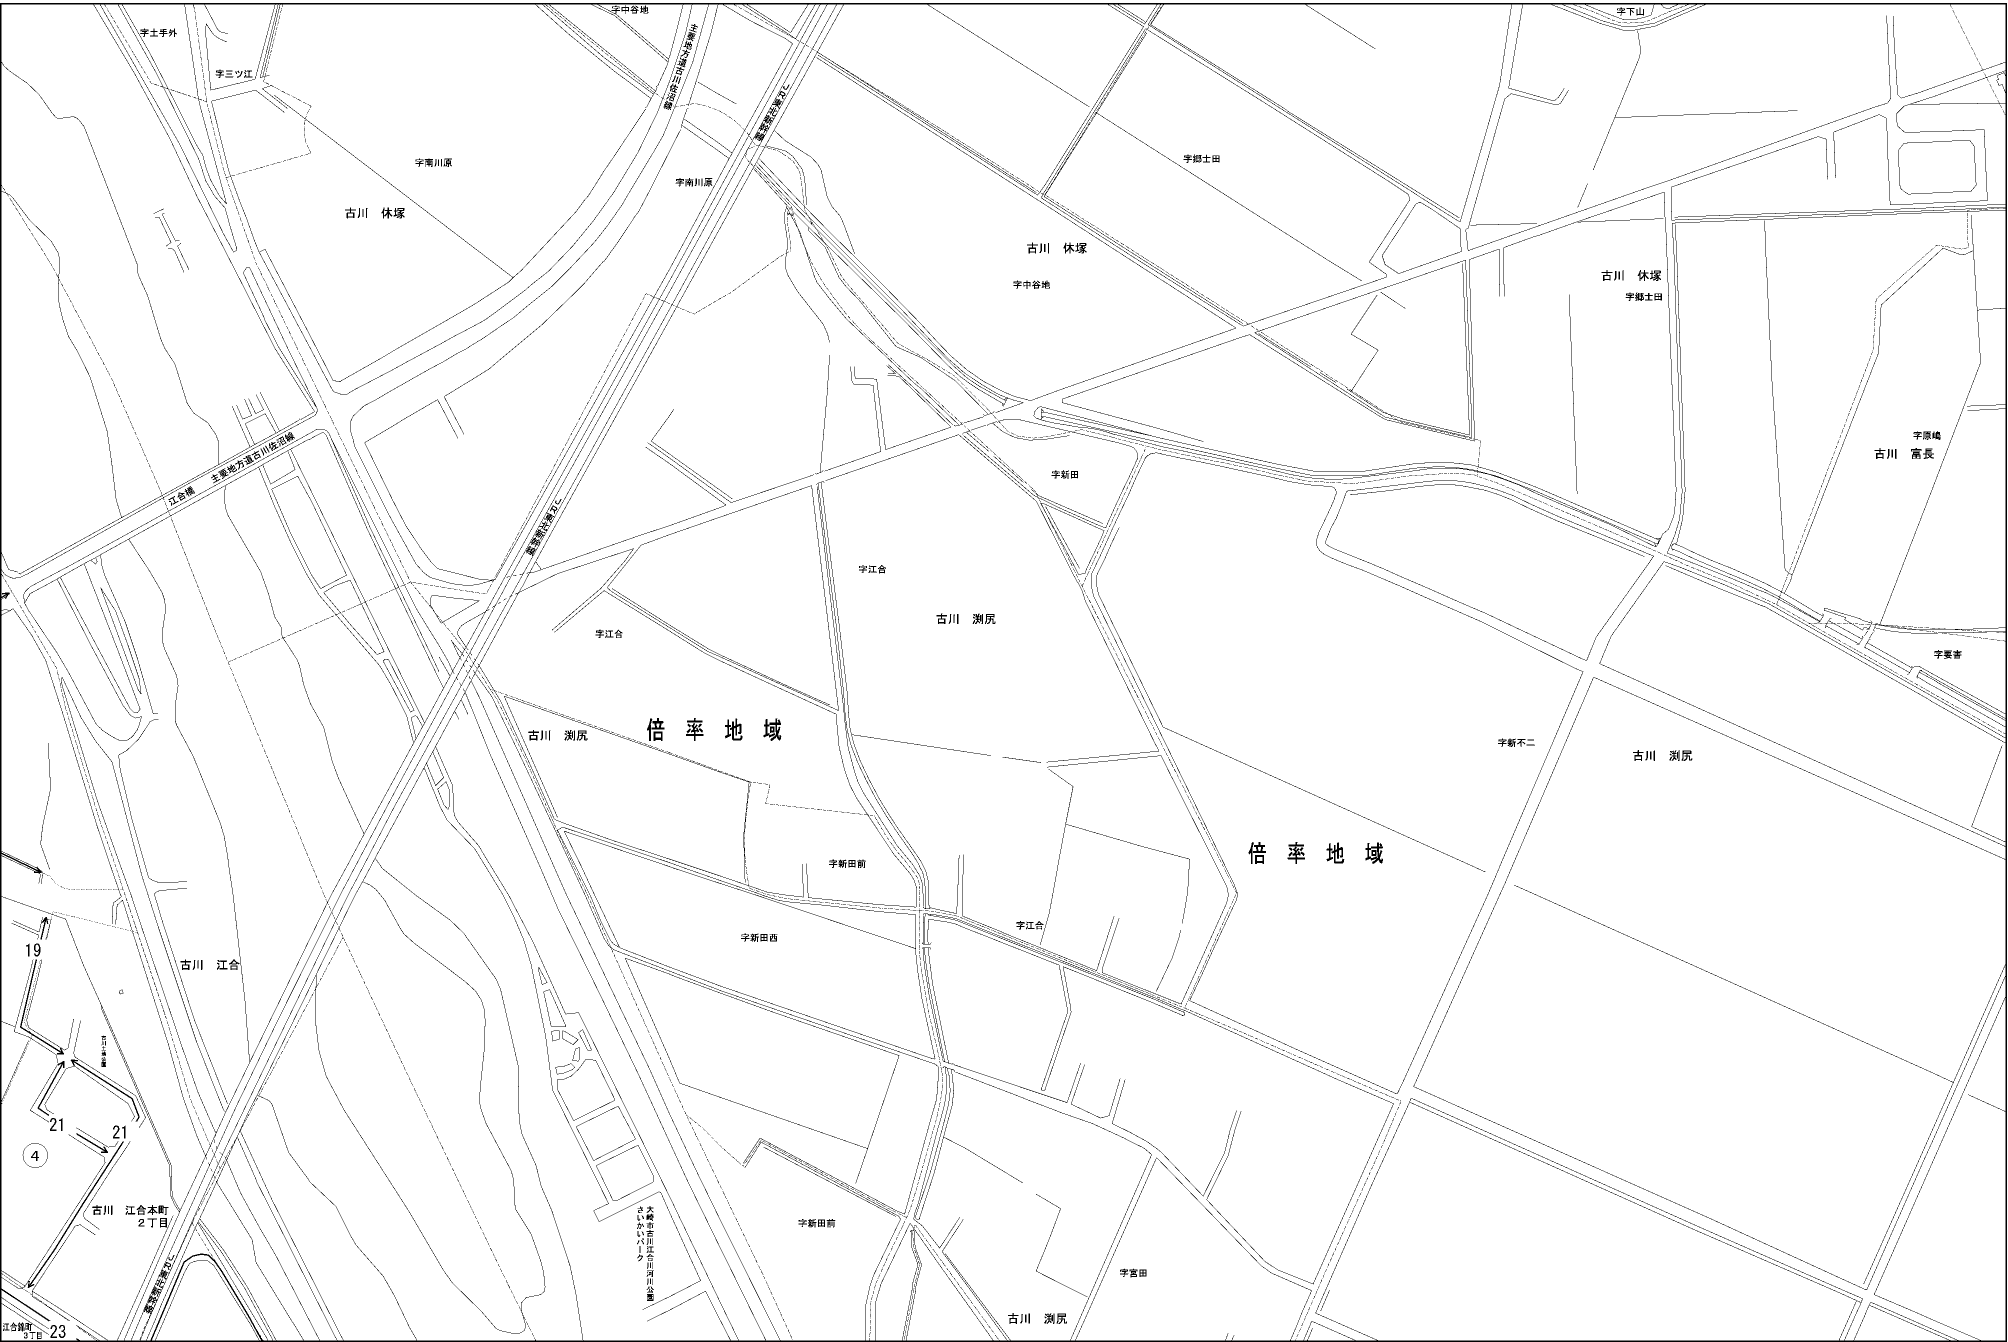 字土手外
字中谷地
字下山
字三ツ江
主要地方道古川佐沼線
JR東北新幹線
字南川原
字南川原
字郷士田
古川　休塚
古川　休塚
字中谷地
古川　休塚
字郷士田
字原嶋
古川　富長
江合橋　主要地方道古川佐沼線
JR東北新幹線
字新田
字江合
古川　渕尻
字江合
字要害
倍率地域
古川　渕尻
字新不二
古川　渕尻
倍率地域
字新田前
字江合
字新田西
19
古川　江合
21
21
4
古川　江合本町
２丁目
大崎市古川江合川河川公園
さいかいパーク
字新田前
字宮田
JR東北新幹線
古川　渕尻
江合錦町
３丁目
23